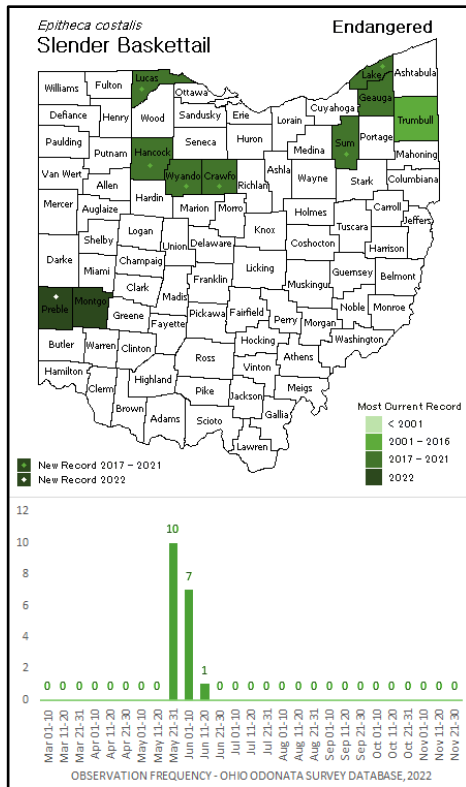 Epitheca costalis
Slender Baskettail
Endangered
Williams
Fulton
Lucas
Ottawa
Lake
Ashtabula
Geauga
Cuyahoga
Trumbull
Defiance
Henry
Wood
Sandusky
Erie
Lorain
Medina
Sum
Portage
Mahoning
Paulding
Putnam
Hancock
Seneca
Huron
Columbiana
Van Wert
Allen
Wyando
Crawfo
Richlan
Ashla
Wayne
Stark
Hardin
Marion
Morro
Carroll
Jeffers
Mercer
Auglaize
Logan
Union
Delaware
Knox
Holmes
Coshocton
Tuscara
Harrison
Shelby
Darke
Champaig
Licking
Muskingu
Guernsey
Belmont
Miami
Clark
Madis
Franklin
Noble
Monroe
Preble
Montgo
Greene
Fayette
Pickawa
Fairfield
Perry
Morgan
Washington
Butler
Warren
Clinton
Ross
Hocking
Athens
Hamilton
Clerm
Highland
Vinton
Meigs
Brown
Adams
Pike
Jackson
Gallia
Scioto
Lawren
New Record 2017 – 2021
New Record 2022
Most Current Record
< 2001
2001 – 2016
2017 – 2021
2022
12
10
8
6
4
2
0
0 0 0 0 0 0 0 0 10 7 1 0 0 0 0 0 0 0 0 0 0 0 0 0 0 0 0
Mar 01-10
Mar 11-20
Mar 21-31
Apr 01-10
Apr 11-20
Apr 21-30
May 01-10
May 11-20
May 21-31
Jun 01-10
Jun 11-20
Jun 21-30
Jul 01-10
Jul 11-20
Jul 21-31
Aug 01-10
Aug 11-20
Aug 21-31
Sep 01-10
Sep 11-20
Sep 21-30
Oct 01-10
Oct 11-20
Oct 21-31
Nov 01-10
Nov 11-20
Nov 21-30
OBSERVATION FREQUENCY - OHIO ODONATA SURVEY DATABASE, 2022